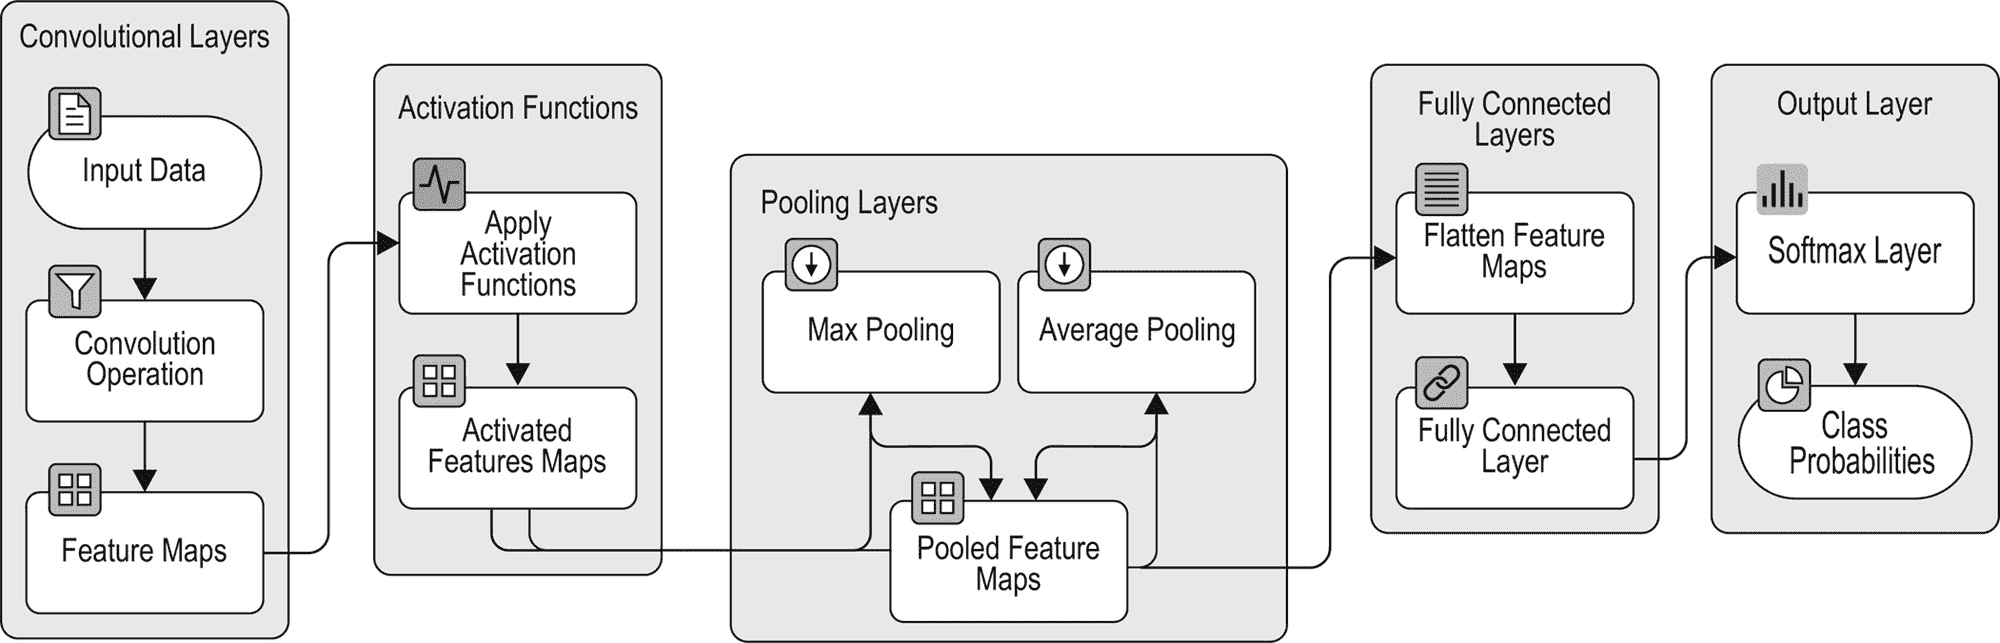 Convolutional Layers
Input Data
Convolution
Operation
Feature Maps
Activation Functions
Apply
Activation
Functions
Activated
Features Maps
Pooling Layers
Max Pooling
Average Pooling
Pooled Feature
Maps
Fully Connected
Layers
Flatten Feature
Maps
Fully Connected
Layer
Output Layer
Softmax Layer
Class
Probabilities